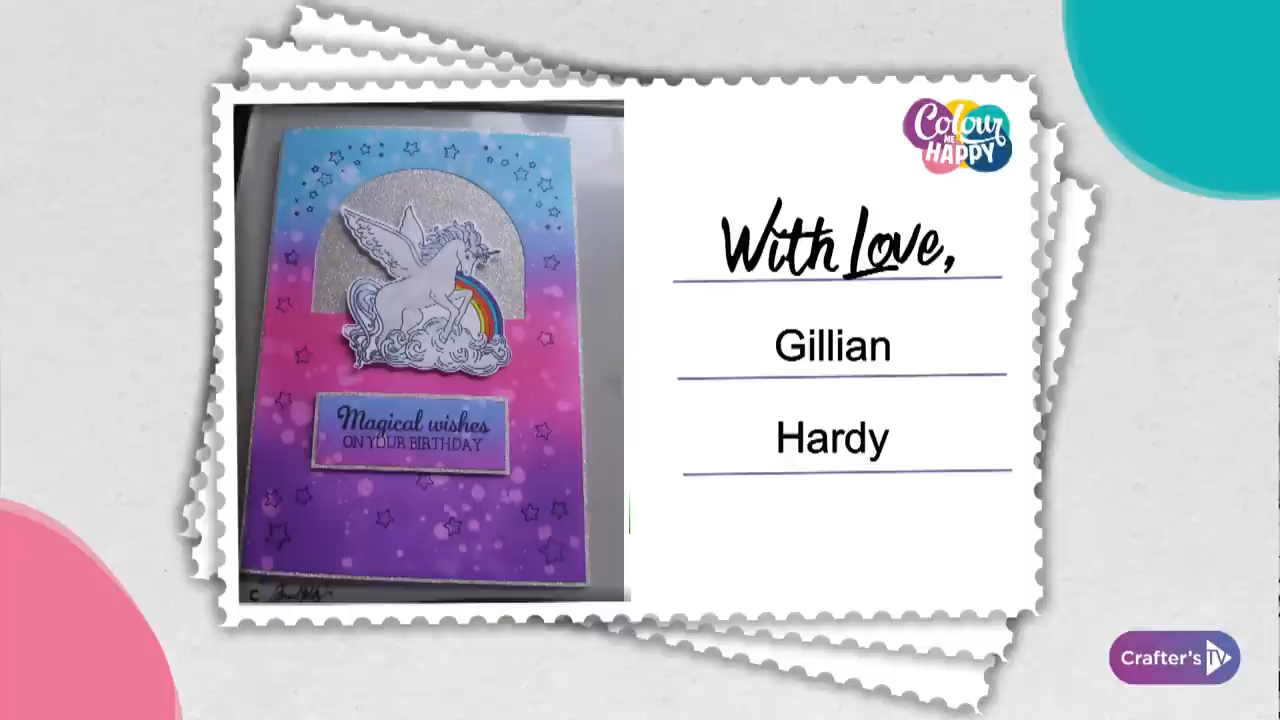 Colour
ME
HAPPY
With Love,
Gillian
Hardy
Magical wishes
ON YOUR BIRTHDAY
Crafter's TV